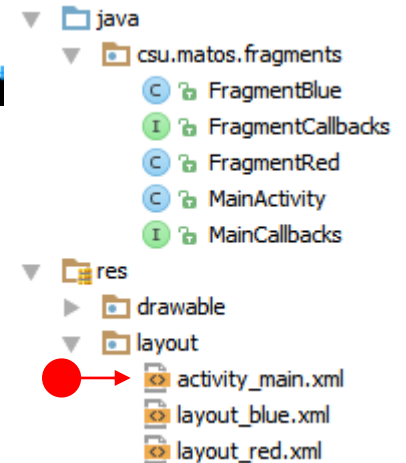 java
csu.matos.fragments
C FragmentBlue
I FragmentCallbacks
C FragmentRed
C MainActivity
I MainCallbacks
res
drawable
layout
activity_main.xml
layout_blue.xml
layout_red.xml